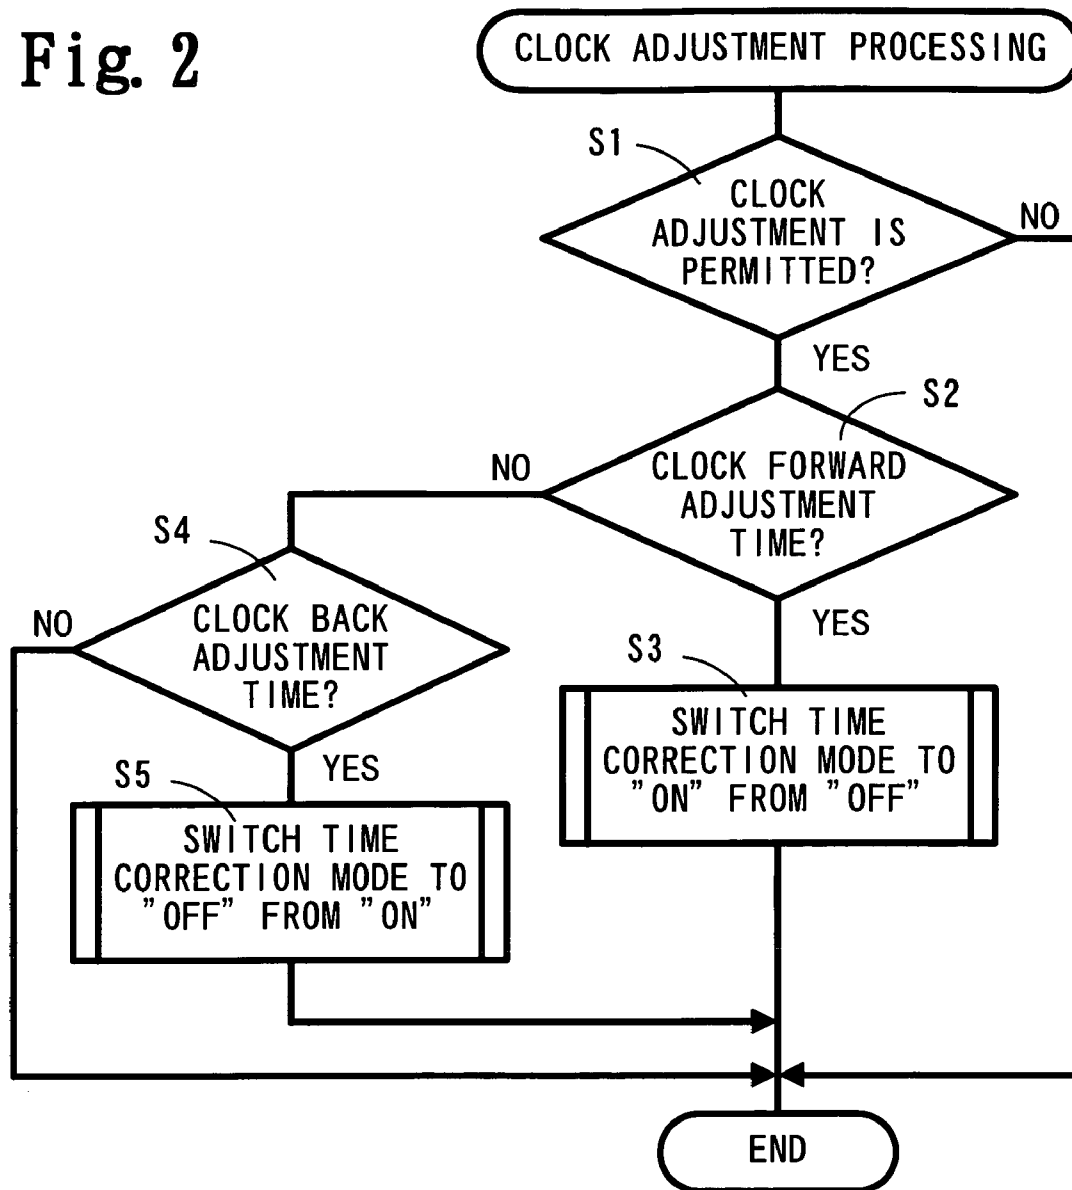 Fig. 2
CLOCK ADJUSTMENT PROCESSING
S1
CLOCK
ADJUSTMENT IS
PERMITTED?
NO
YES
S2
CLOCK FORWARD
ADJUSTMENT
TIME?
NO
YES
S4
CLOCK BACK
ADJUSTMENT
TIME?
NO
YES
S3
SWITCH TIME
CORRECTION MODE TO
"ON" FROM "OFF"
S5
SWITCH TIME
CORRECTION MODE TO
"OFF" FROM "ON"
END